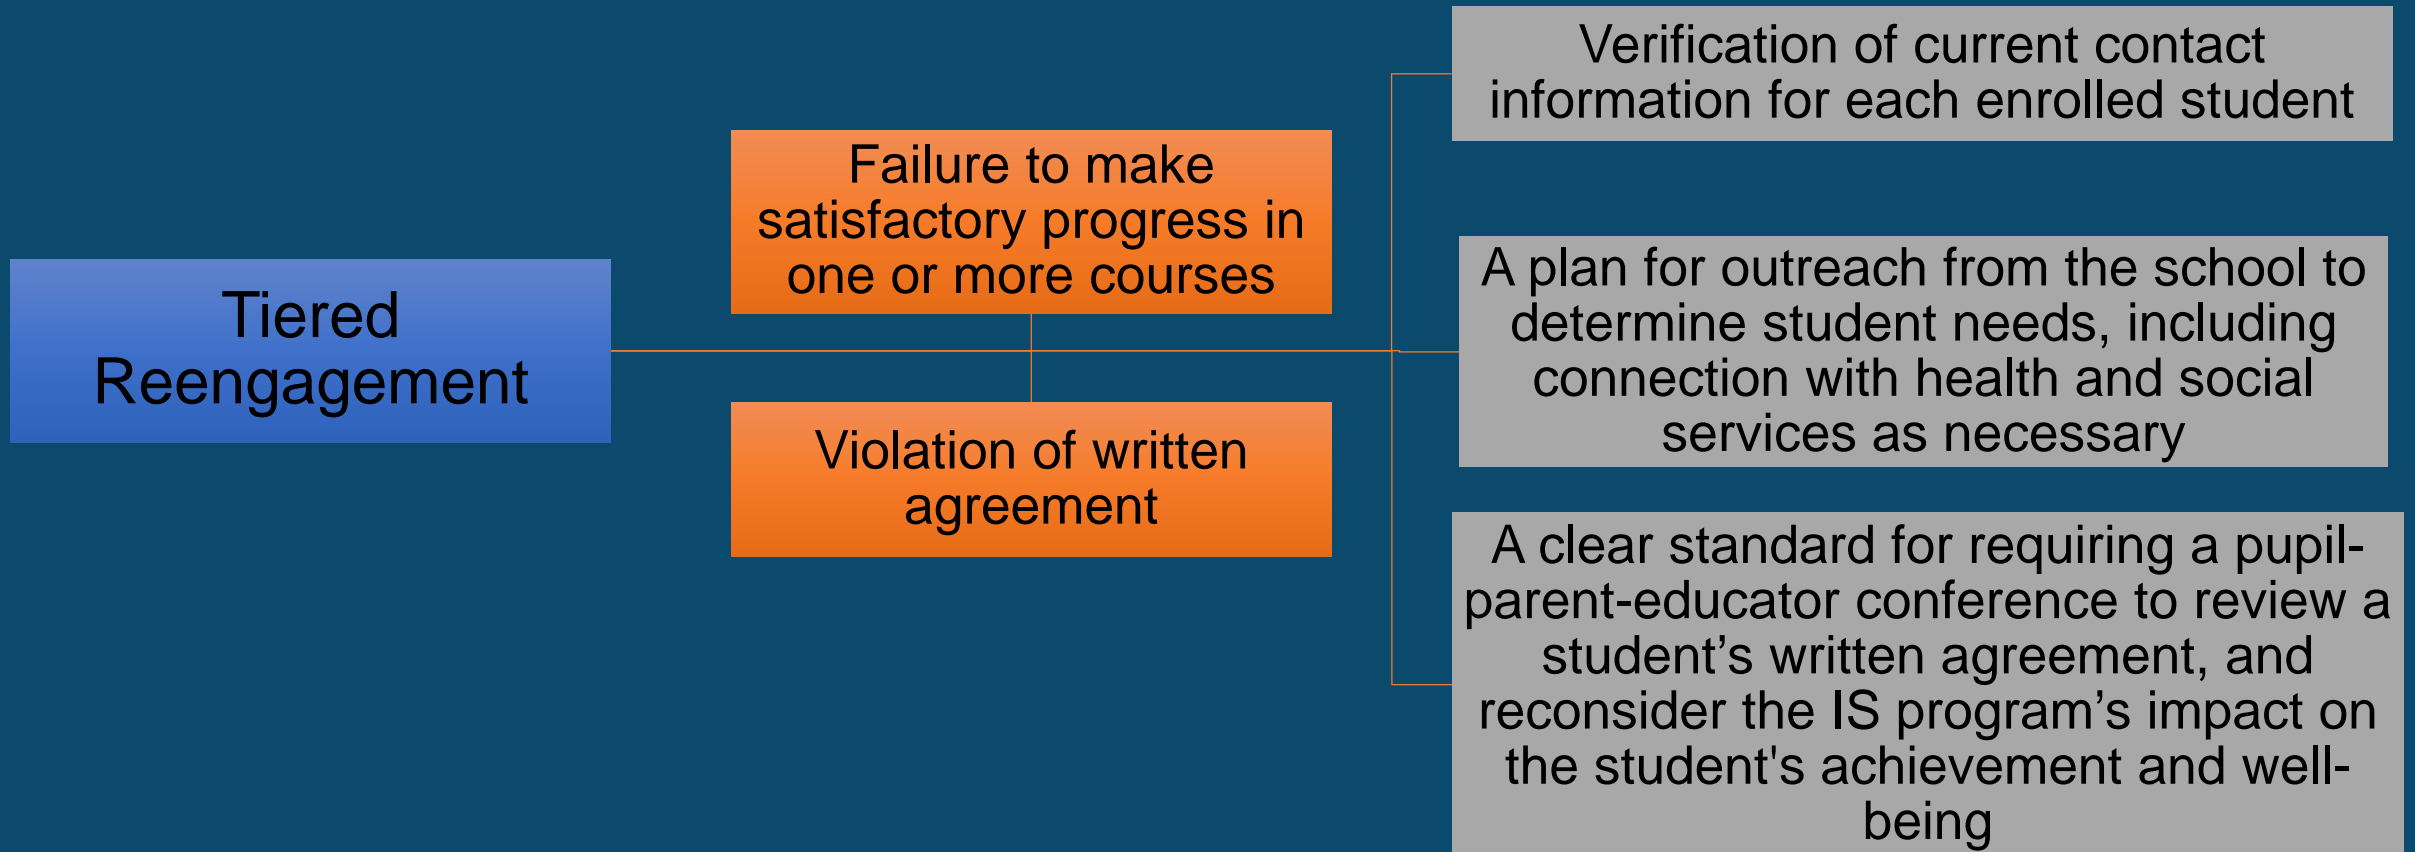 Tiered
Reengagement
Failure to make
satisfactory progress in
one or more courses
Violation of written
agreement
Verification of current contact
information for each enrolled student
A plan for outreach from the school to
determine student needs, including
connection with health and social
services as necessary
A clear standard for requiring a pupil-
parent-educator conference to review a
student’s written agreement, and
reconsider the IS program’s impact on
the student's achievement and well-
being